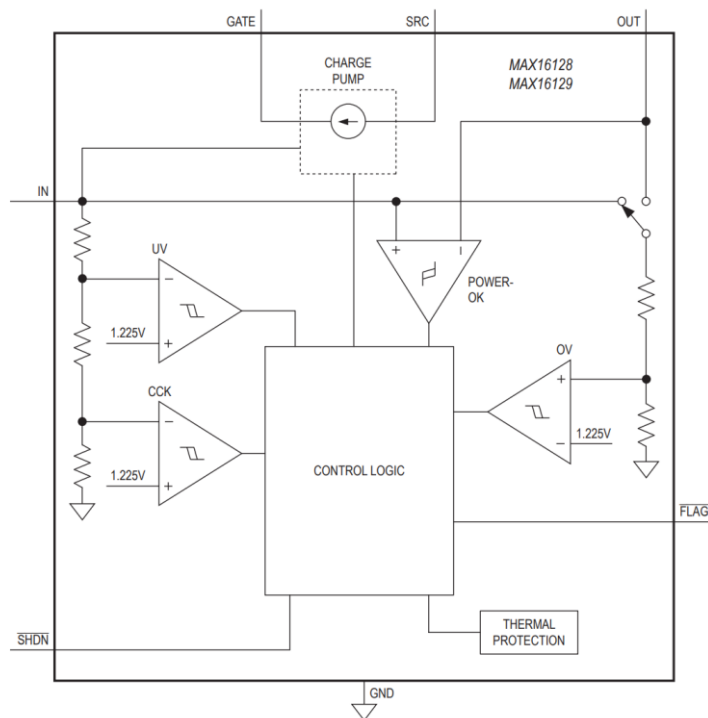 GATE
SRC
OUT
CHARGE
PUMP
MAX16128
MAX16129
IN
UV
−
+
1.225V
+
−
POWER-
OK
OV
+
−
1.225V
CCK
−
+
1.225V
CONTROL LOGIC
FLAG
SHDN
THERMAL
PROTECTION
GND